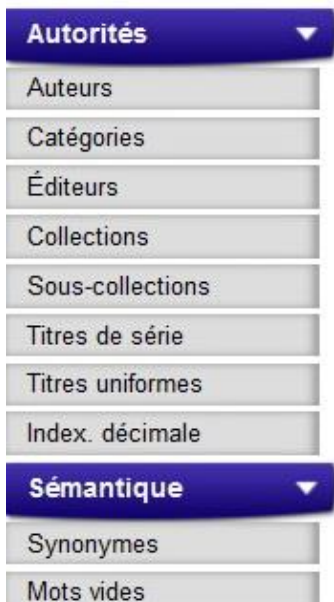 Autorités
Auteurs
Catégories
Éditeurs
Collections
Sous-collections
Titres de série
Titres uniformes
Index. décimale
Sémantique
Synonymes
Mots vides